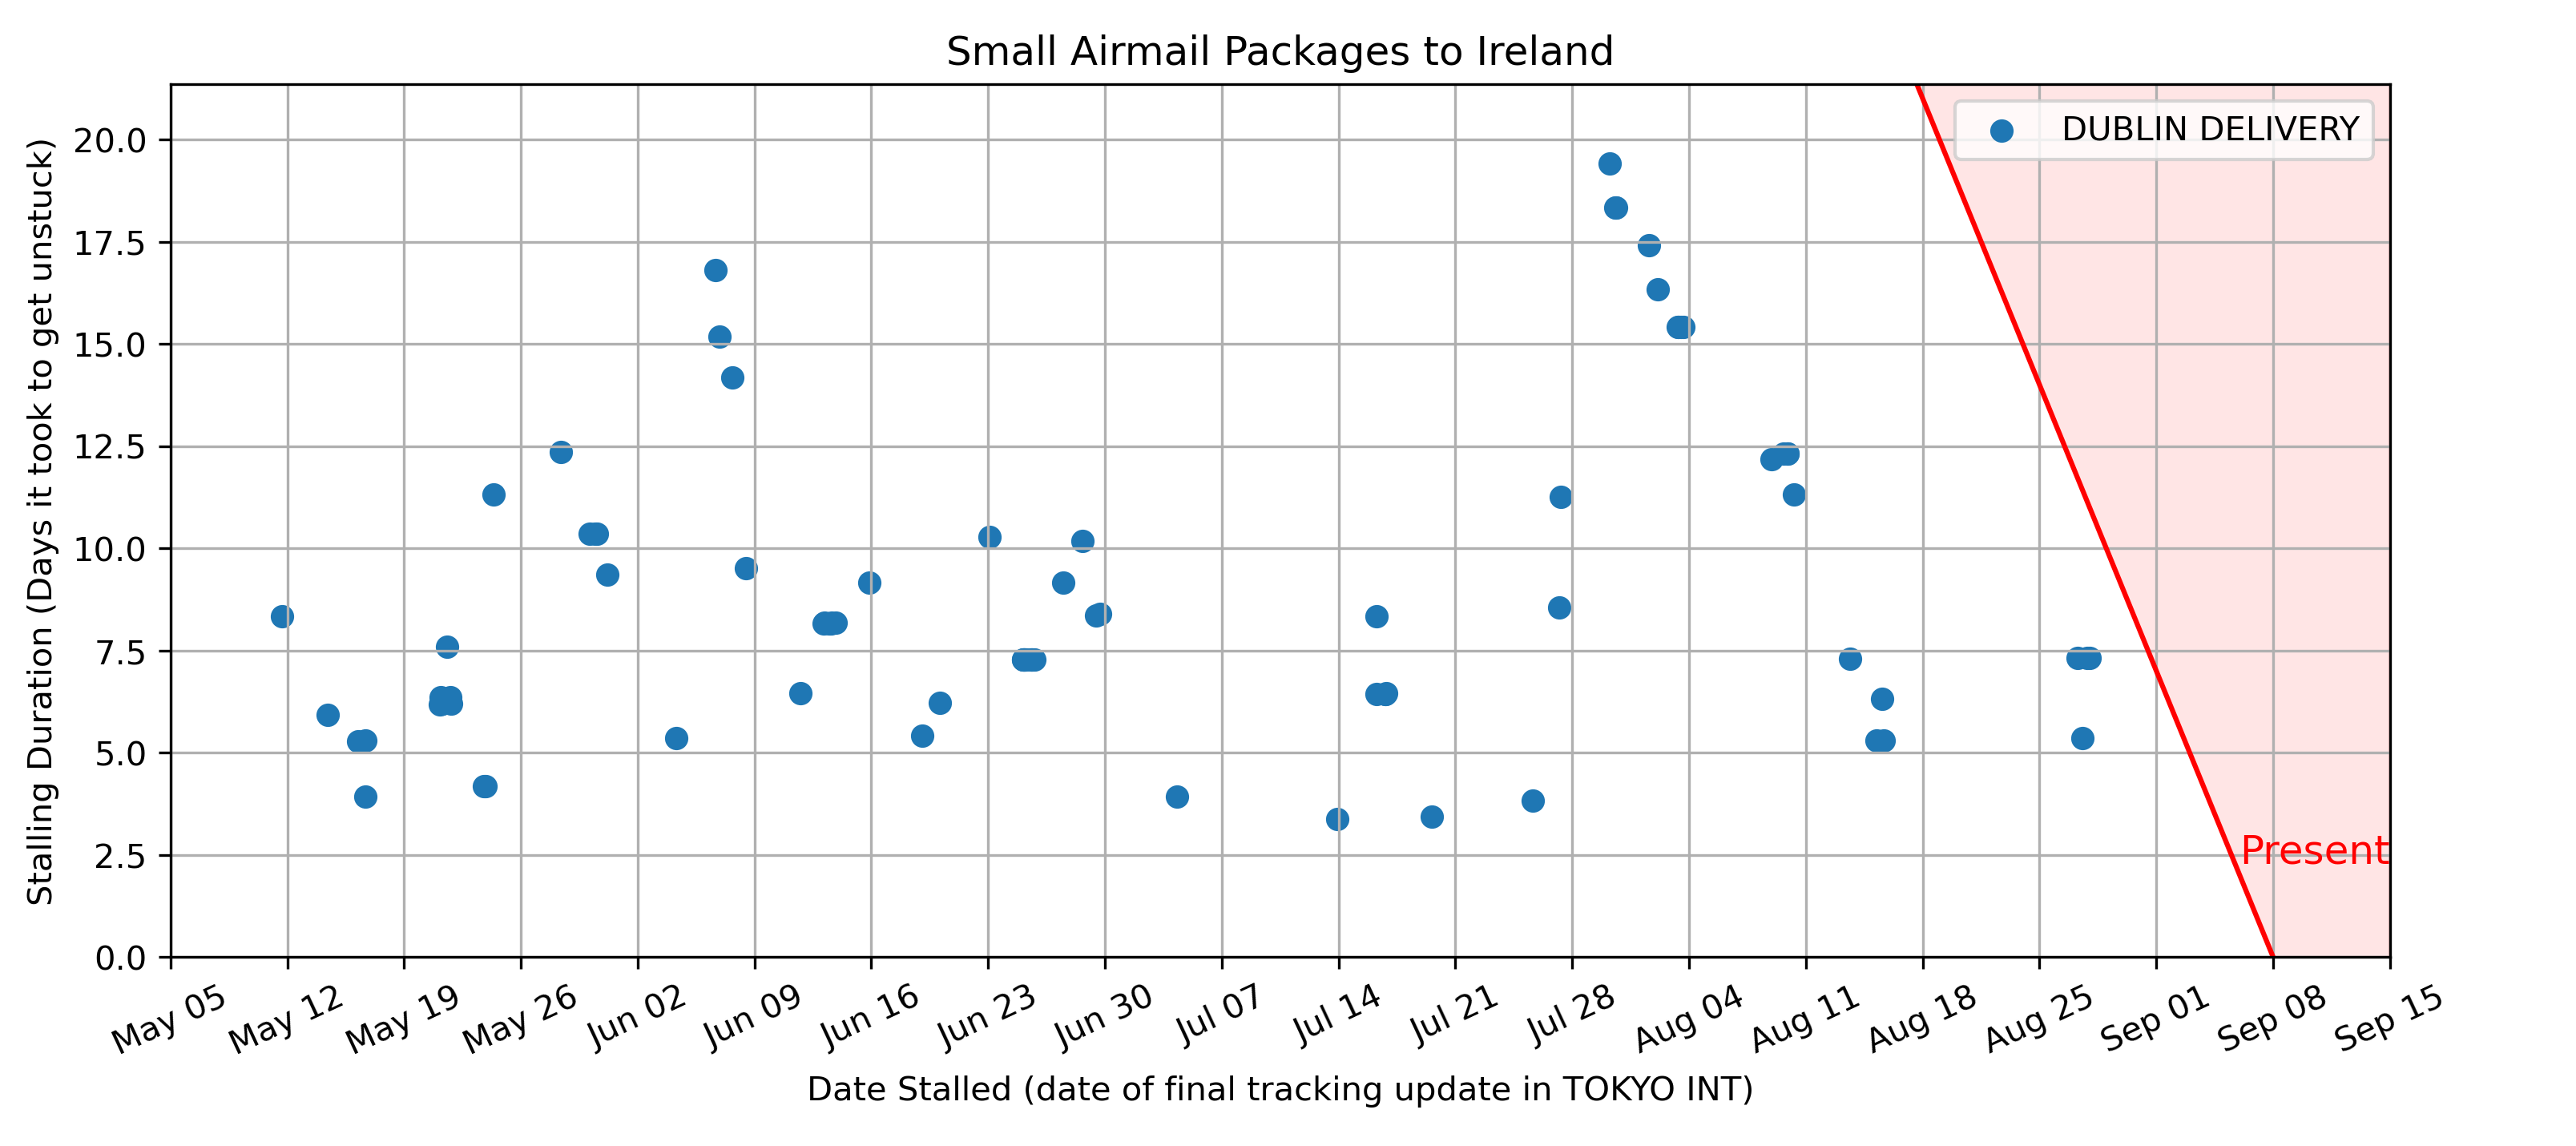 Small Airmail Packages to Ireland
DUBLIN DELIVERY
Stalling Duration (Days it took to get unstuck)
20.0
17.5
15.0
12.5
10.0
7.5
5.0
2.5
0.0
Present
May 05
May 12
May 19
May 26
Jun 02
Jun 09
Jun 16
Jun 23
Jun 30
Jul 07
Jul 14
Jul 21
Jul 28
Aug 04
Aug 11
Aug 18
Aug 25
Sep 01
Sep 08
Sep 15
Date Stalled (date of final tracking update in TOKYO INT)